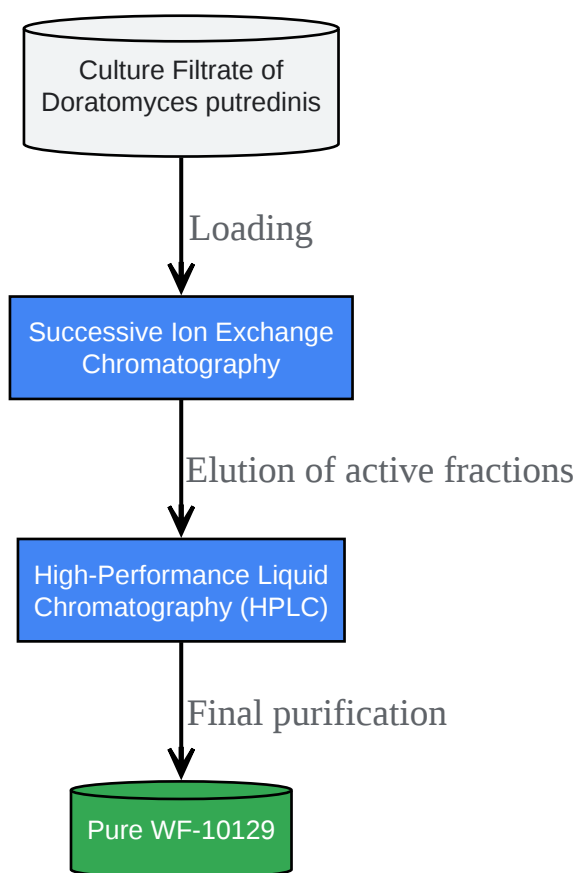 Culture Filtrate of
Doratomyces putredinis
Loading
Successive Ion Exchange
Chromatography
Elution of active fractions
High-Performance Liquid
Chromatography (HPLC)
Final purification
Pure WF-10129